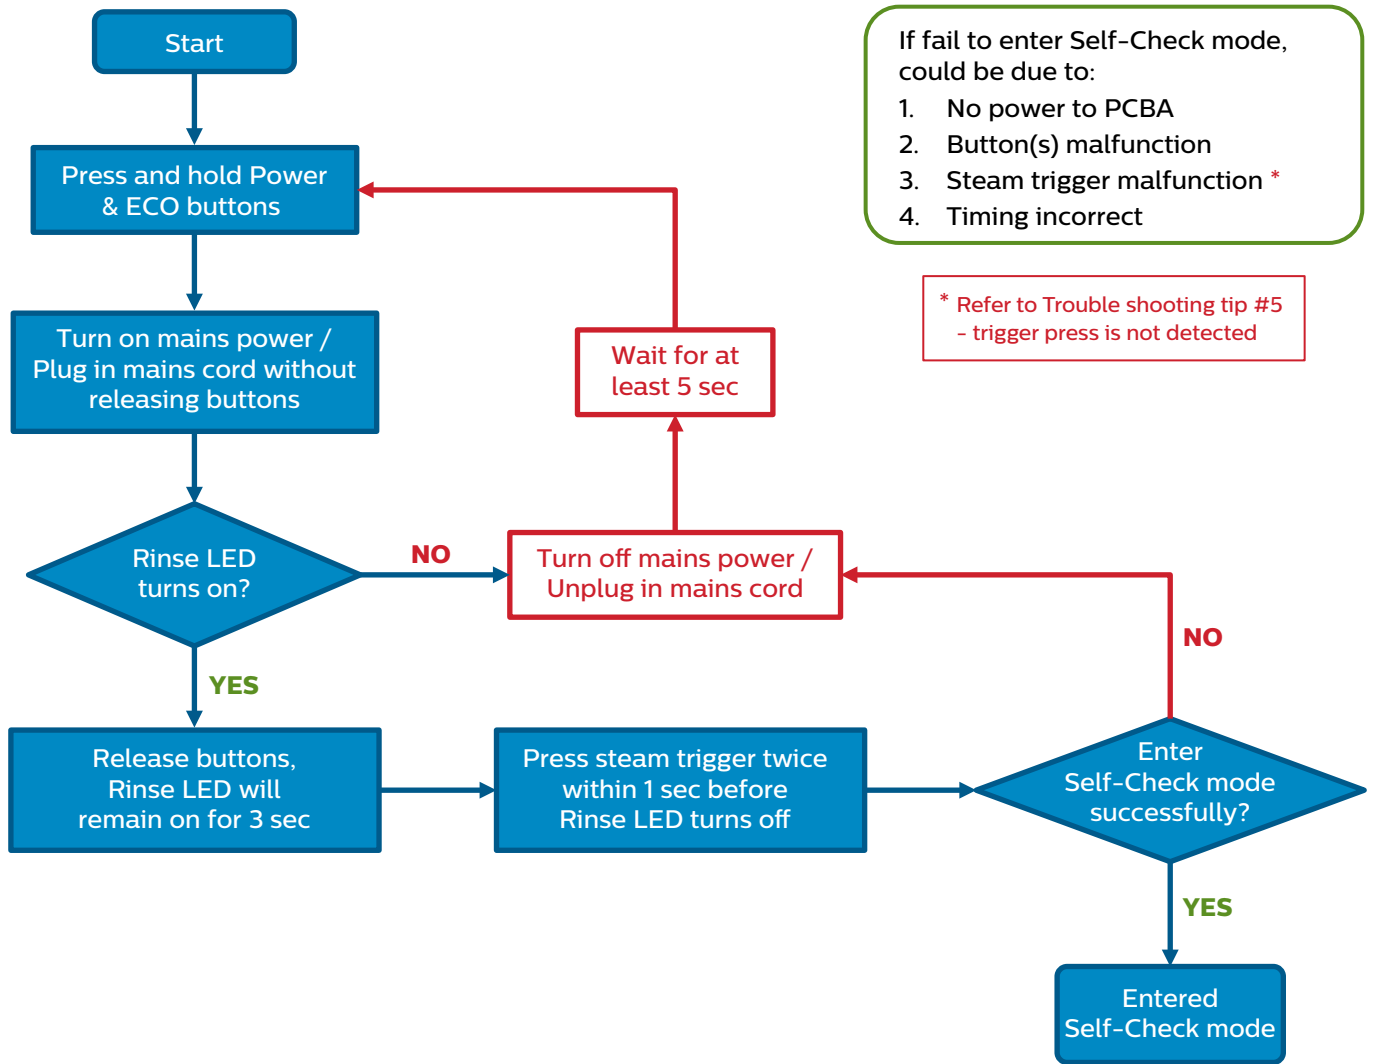 Start
Press and hold Power
& ECO buttons
Turn on mains power /
Plug in mains cord without
releasing buttons
Rinse LED
turns on?
NO
YES
Turn off mains power /
Unplug in mains cord
Wait for at
least 5 sec
Release buttons,
Rinse LED will
remain on for 3 sec
Press steam trigger twice
within 1 sec before
Rinse LED turns off
Enter
Self-Check mode
successfully?
NO
YES
Entered
Self-Check mode
If fail to enter Self-Check mode,
could be due to:
1. No power to PCBA
2. Button(s) malfunction
3. Steam trigger malfunction *
4. Timing incorrect
* Refer to Trouble shooting tip #5
- trigger press is not detected